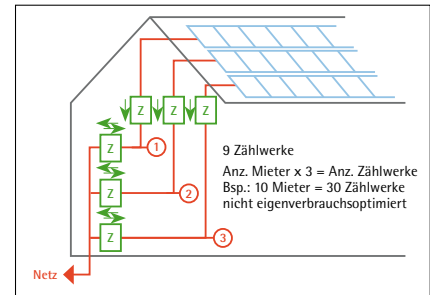 Z Z Z
Z
1
9 Zählwerke
Anz. Mieter x 3 = Anz. Zählwerke
Z
2
Bsp.: 10 Mieter = 30 Zählwerke
nicht eigenverbrauchsoptimiert
Z
3
Netz